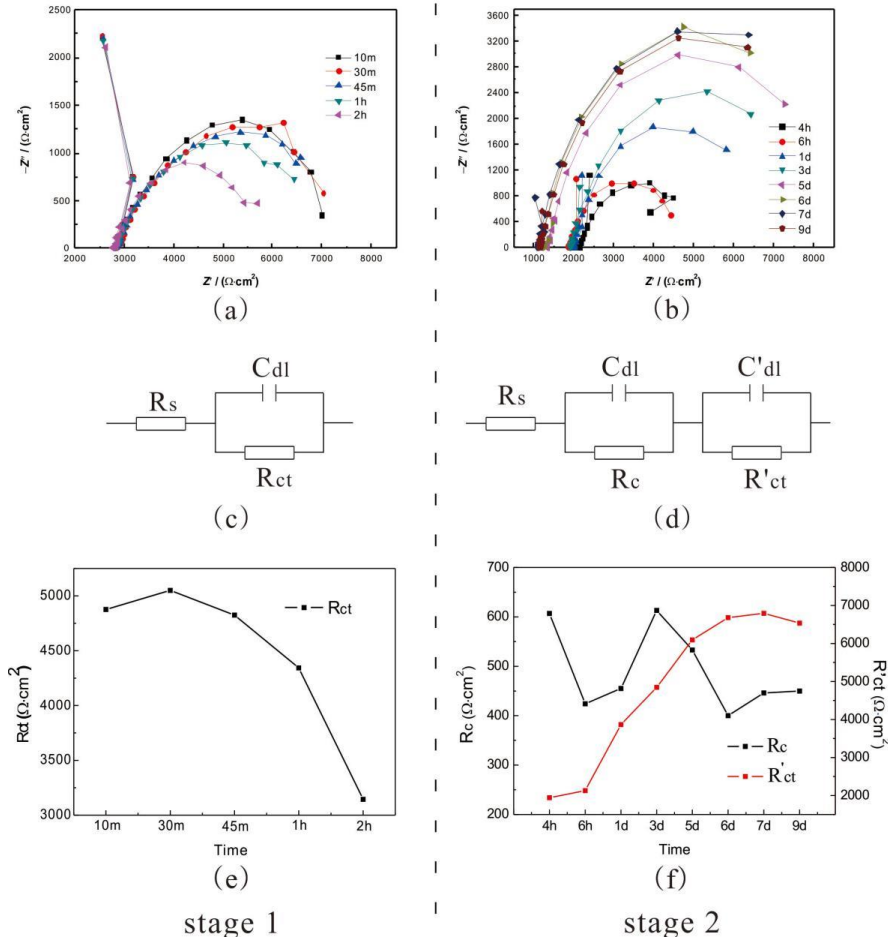 2500
2000
1500
1000
500
0
-Z'' / (Ω·cm²)
10m
30m
45m
1h
2h
2000 3000 4000 5000 6000 7000 8000
Z' / (Ω·cm²)
(a)
3600
3200
2800
2400
2000
1600
1200
800
400
0
-Z'' / (Ω·cm²)
4h
6h
1d
3d
5d
6d
7d
9d
1000 2000 3000 4000 5000 6000 7000 8000
Z' / (Ω·cm²)
(b)
Cdl
Rs
Rct
(c)
Cdl C'dl
Rs
Rc R'ct
(d)
5000
4500
4000
3500
3000
Rct (Ω·cm²)
Rct
10m 30m 45m 1h 2h
Time
(e)
700
600
500
400
300
200
Rc (Ω·cm²)
8000
7000
6000
5000
4000
3000
2000
R'ct (Ω·cm²)
Rc
R'ct
4h 6h 1d 3d 5d 6d 7d 9d
Time
(f)
stage 1
stage 2